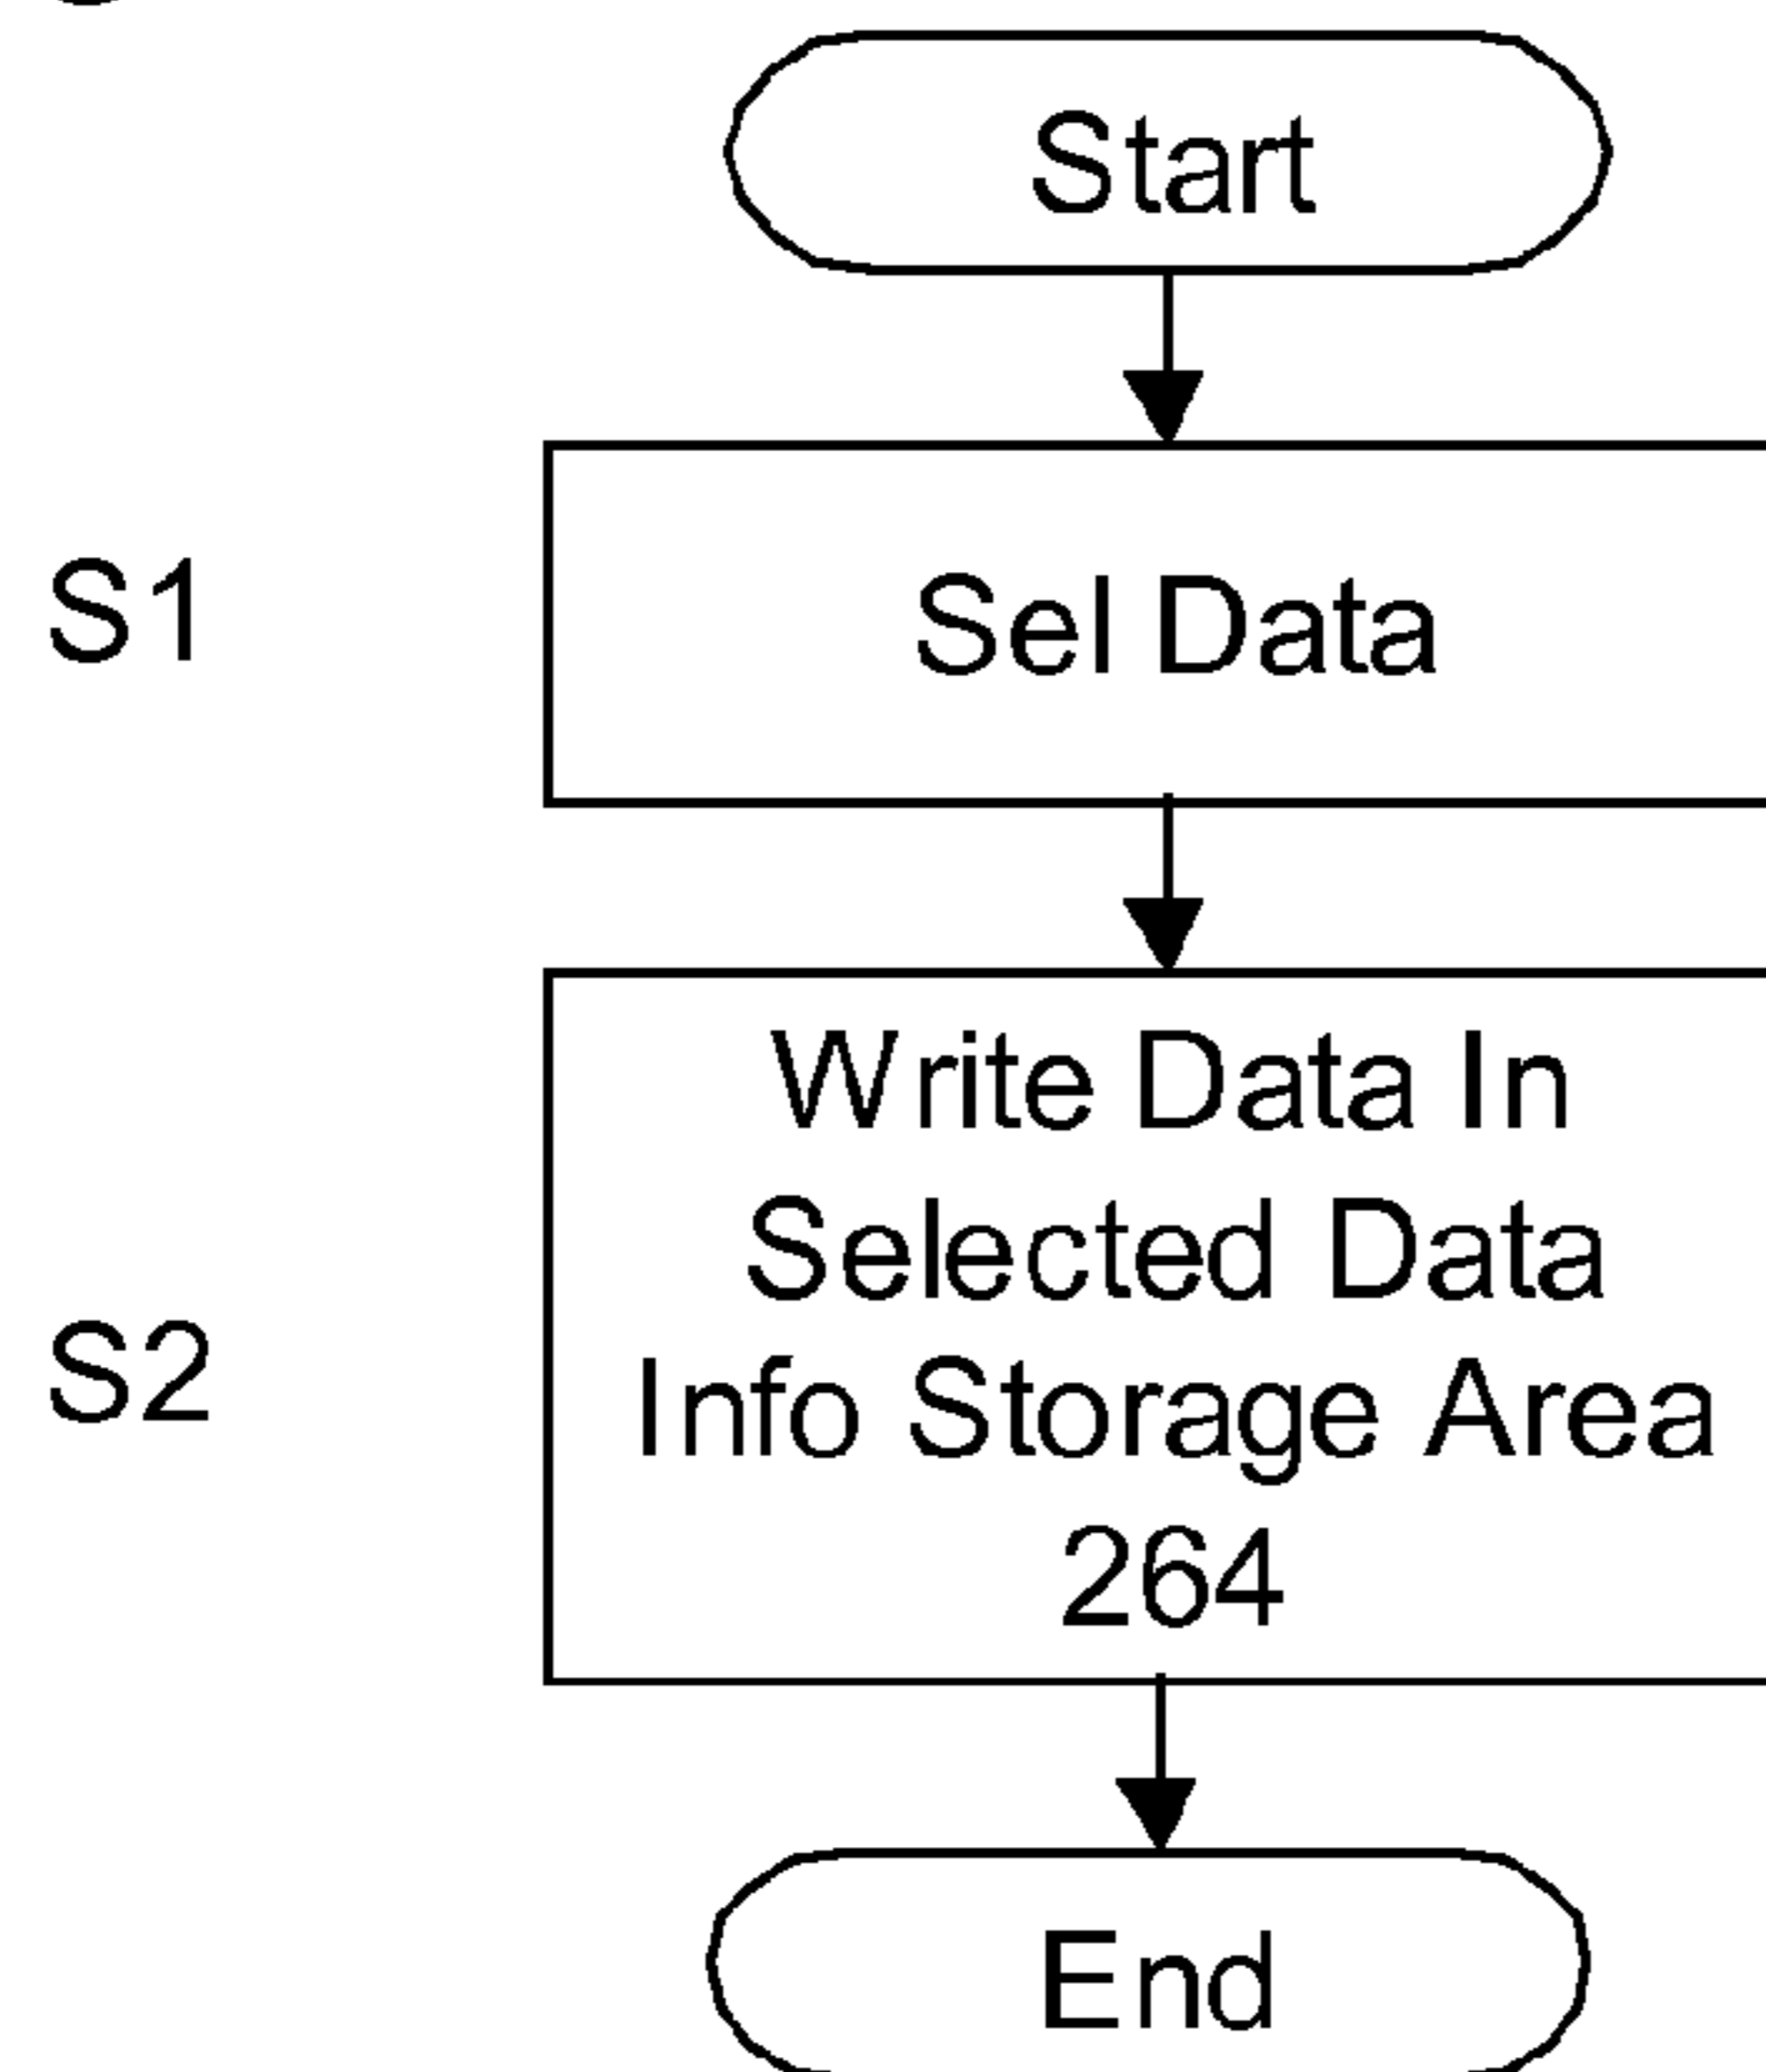 Start
S1
Sel Data
Write Data In
Selected Data
S2
Info Storage Area
264
End